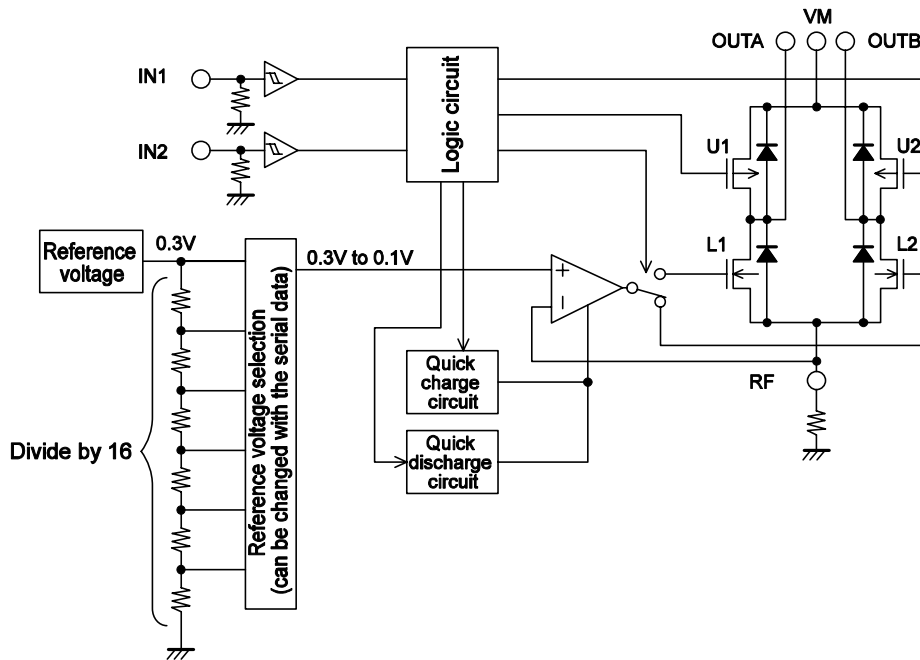 VM
OUTA
OUTB
IN1
IN2
Logic circuit
U1
U2
L1
L2
Reference
voltage
0.3V
0.3V to 0.1V
Reference voltage selection
(can be changed with the serial data)
Divide by 16
+
−
Quick
charge
circuit
Quick
discharge
circuit
RF